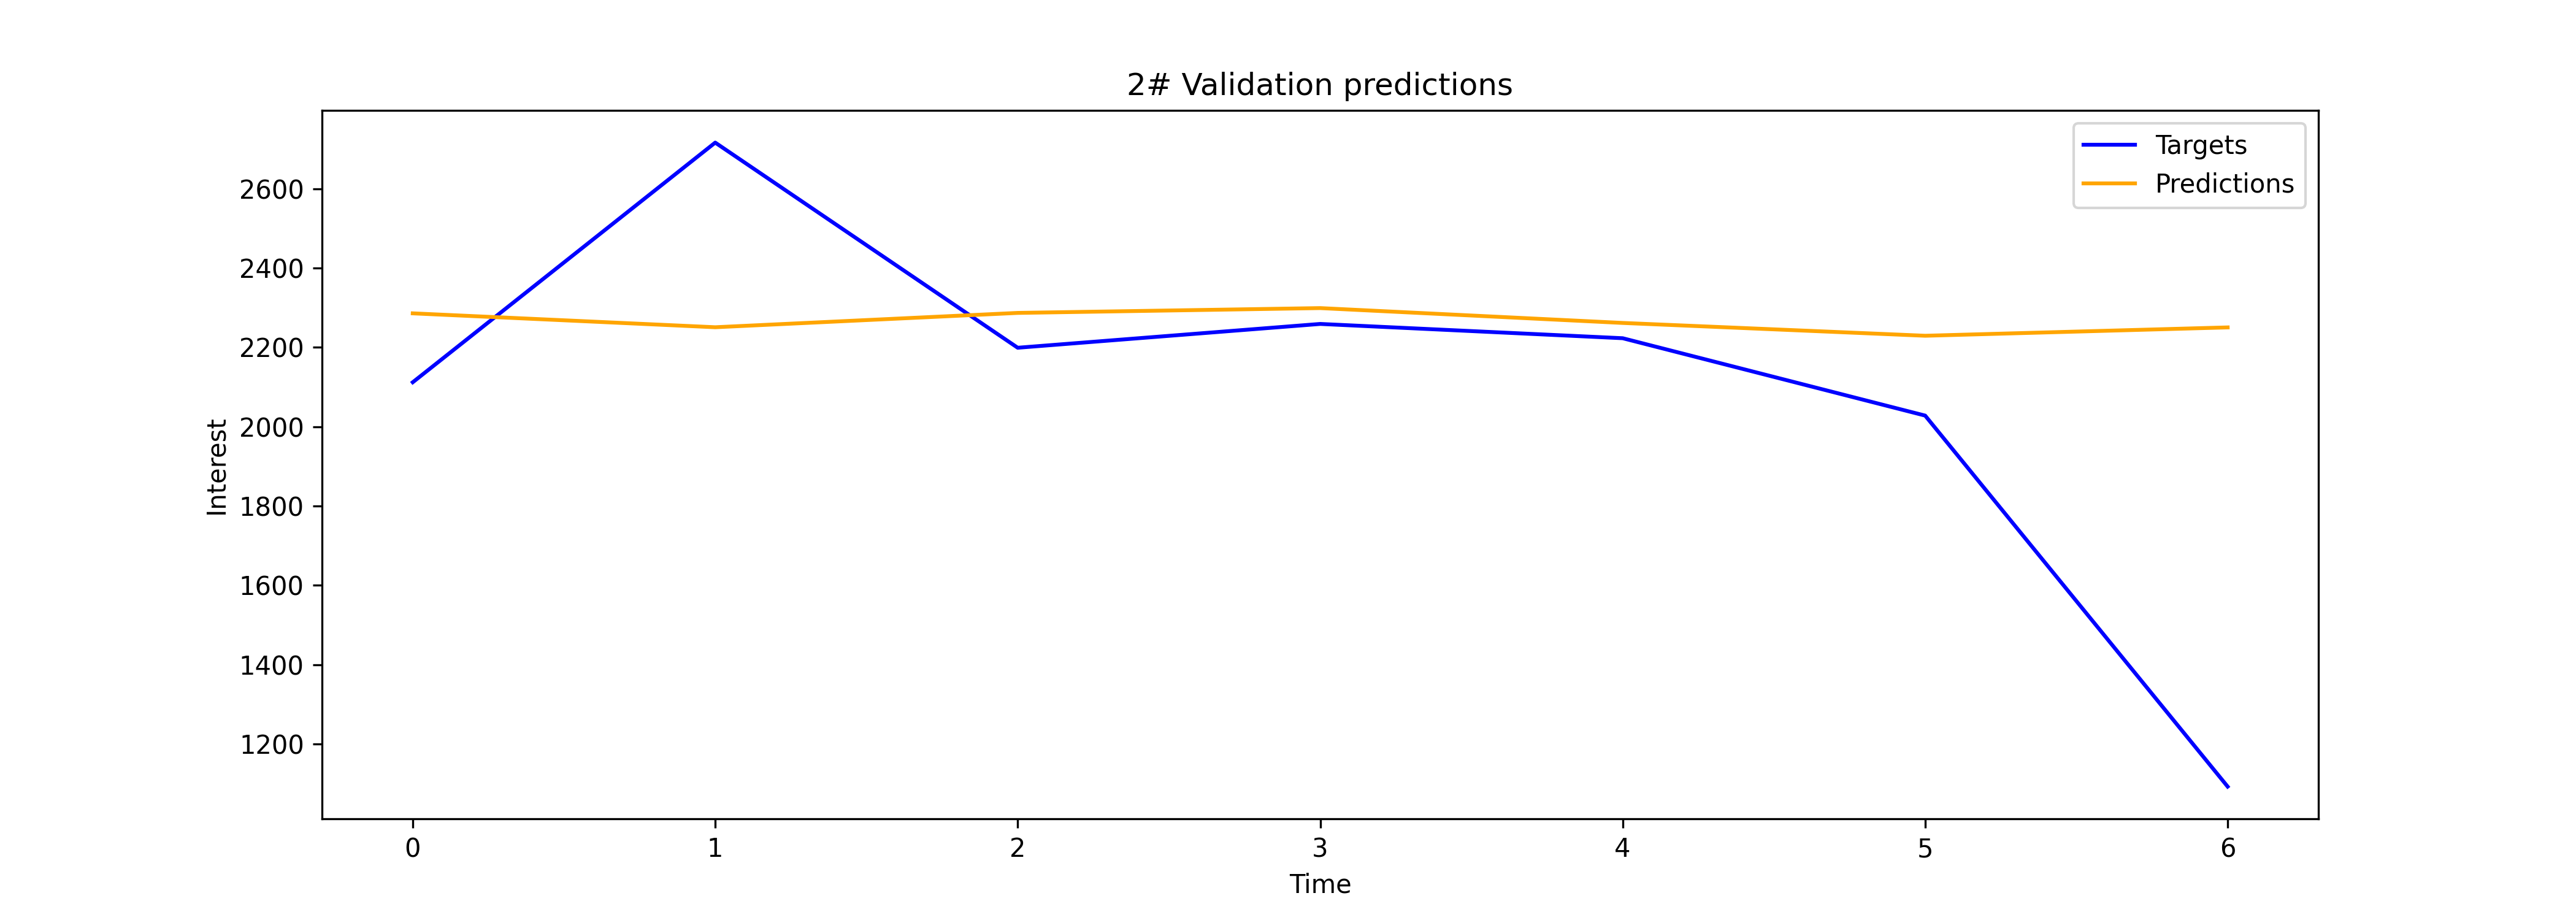 2# Validation predictions
Targets
Predictions
2600
2400
2200
2000
1800
1600
1400
1200
Interest
0 1 2 3 4 5 6
Time